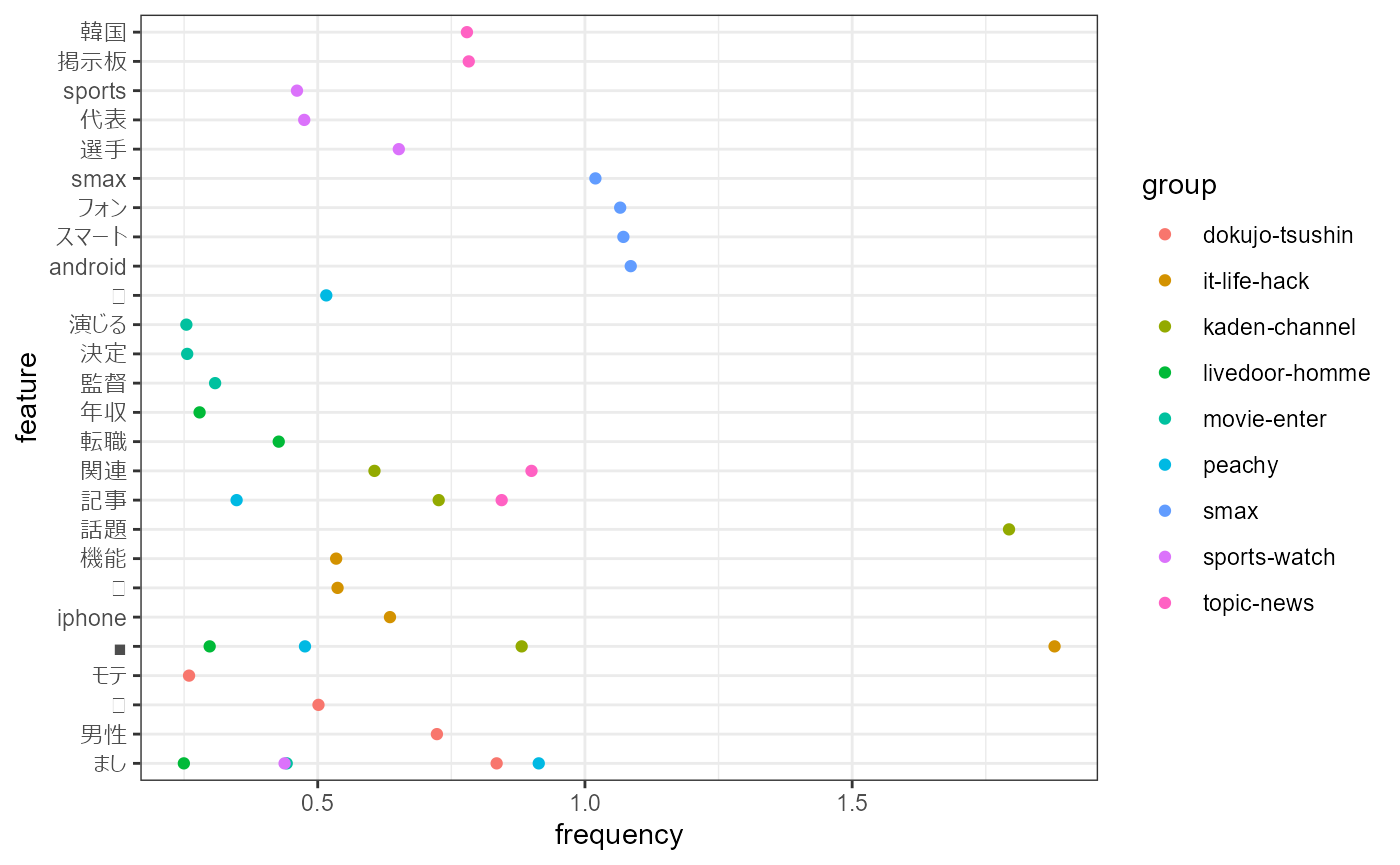 韓国
掲示板
sports
代表
選手
smax
フォン
スマート
android
演じる
決定
監督
年収
転職
関連
記事
話題
機能
iphone
■
モテ
男性
まし
feature
0.5 1.0 1.5
frequency
group
dokujo-tsushin
it-life-hack
kaden-channel
livedoor-homme
movie-enter
peachy
smax
sports-watch
topic-news